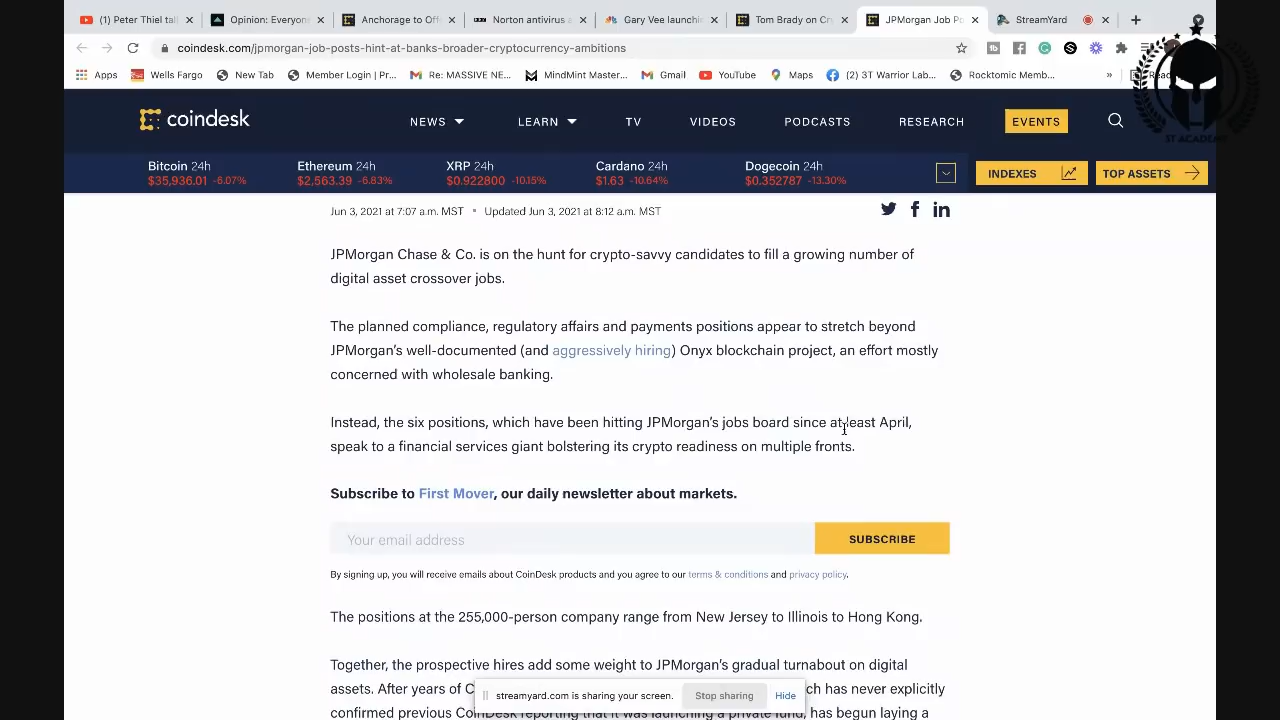 (1) Peter Thiel tal
Opinion: Everyon
Anchorage to Off
Norton antivirus a
Gary Vee launchi
Tom Brady on Cr
JPMorgan Job Po
StreamYard
coindesk.com/jpmorgan-job-posts-hint-at-banks-broader-cryptocurrency-ambitions
Apps
Wells Fargo
New Tab
Member Login | Pr...
Re: MASSIVE NE...
MindMint Master...
Gmail
YouTube
Maps
(2) 3T Warrior Lab...
Rocktomic Memb...
»
coindesk
NEWS
LEARN
TV
VIDEOS
PODCASTS
RESEARCH
EVENTS
Bitcoin 24h
$35,936.01 -6.07%
Ethereum 24h
$2,563.39 -6.83%
XRP 24h
$0.922800 -10.15%
Cardano 24h
$1.63 -10.64%
Dogecoin 24h
$0.352787 -13.30%
INDEXES
TOP ASSETS
Jun 3, 2021 at 7:07 a.m. MST
Updated Jun 3, 2021 at 8:12 a.m. MST
JPMorgan Chase & Co. is on the hunt for crypto-savvy candidates to fill a growing number of
digital asset crossover jobs.
The planned compliance, regulatory affairs and payments positions appear to stretch beyond
JPMorgan's well-documented (and aggressively hiring) Onyx blockchain project, an effort mostly
concerned with wholesale banking.
Instead, the six positions, which have been hitting JPMorgan's jobs board since at least April,
speak to a financial services giant bolstering its crypto readiness on multiple fronts.
Subscribe to First Mover, our daily newsletter about markets.
Your email address
SUBSCRIBE
By signing up, you will receive emails about CoinDesk products and you agree to our terms & conditions and privacy policy.
The positions at the 255,000-person company range from New Jersey to Illinois to Hong Kong.
Together, the prospective hires add some weight to JPMorgan's gradual turnabout on digital
assets. After years of C
ch has never explicitly
confirmed previous CoinDesk reporting that it was launching a private fund, has begun laying a
streamyard.com is sharing your screen.
Stop sharing
Hide